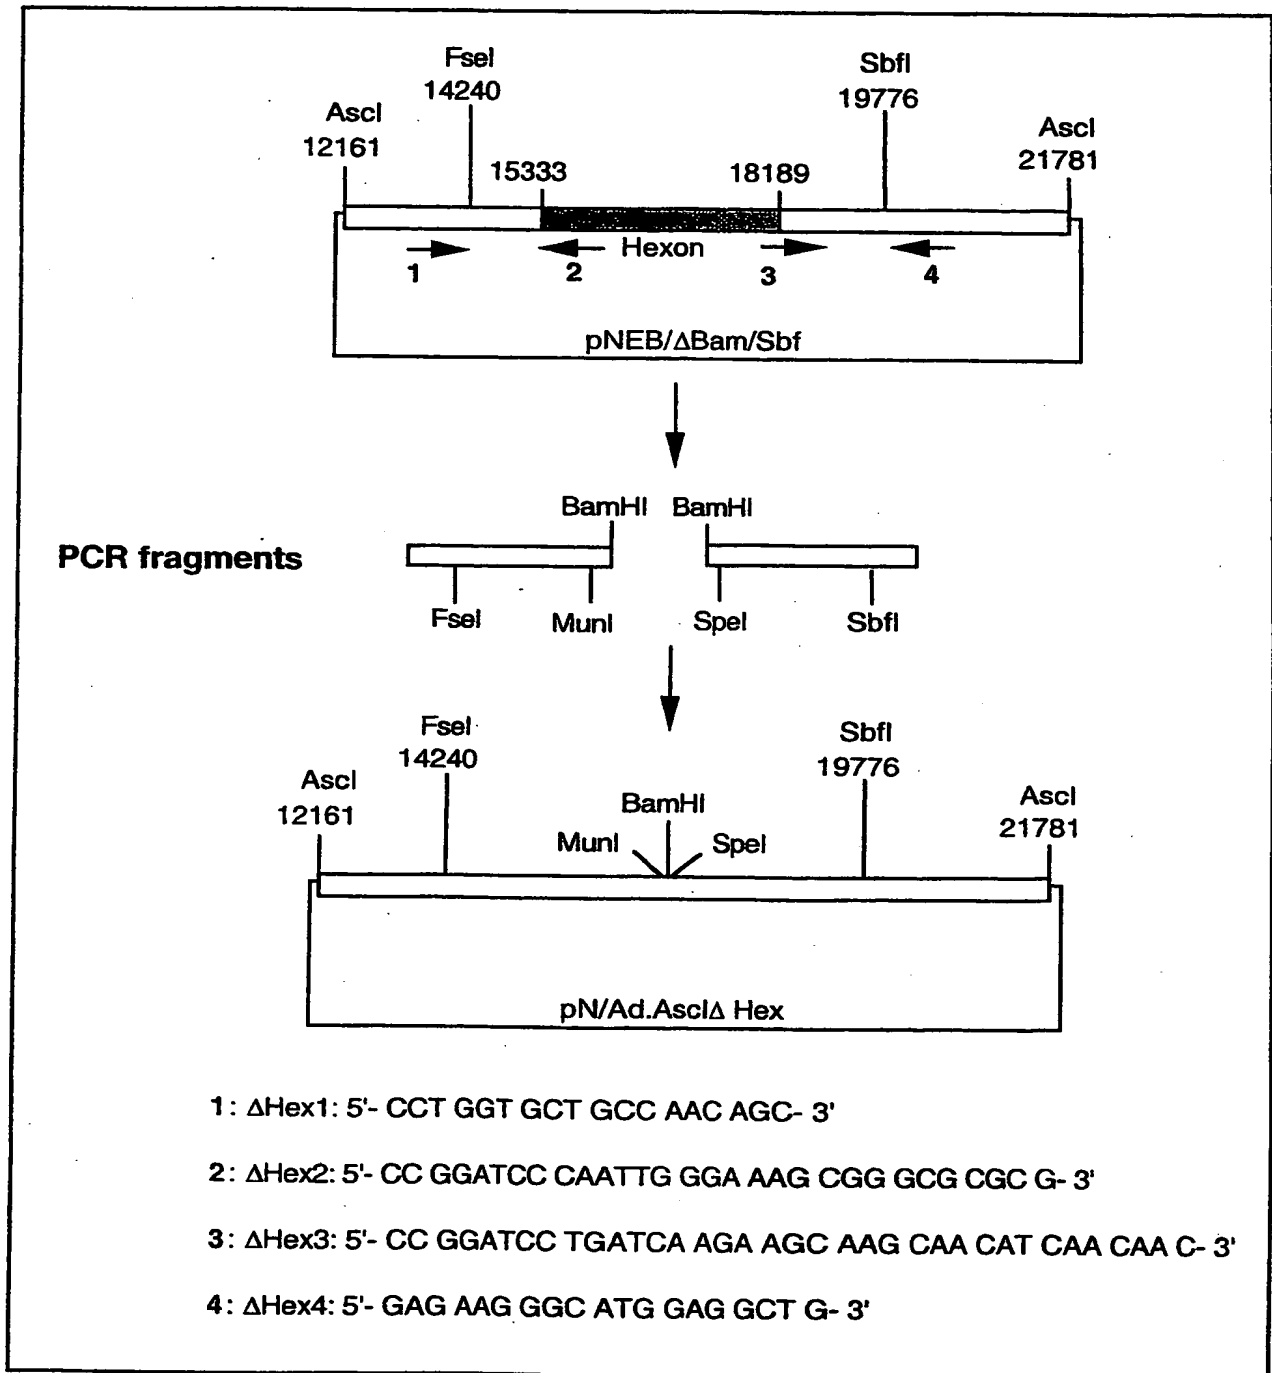 FseI
14240
SbfI
19776
AscI
12161
AscI
21781
15333
18189
Hexon
1
2
3
4
pNEB/ΔBam/Sbf
BamHI BamHI
PCR fragments
FseI
MunI
SpeI
SbfI
FseI
14240
SbfI
19776
AscI
12161
BamHI
AscI
21781
MunI
SpeI
pN/Ad.AscIΔ Hex
1: ΔHex1: 5'- CCT GGT GCT GCC AAC AGC- 3'
2: ΔHex2: 5'- CC GGATCC CAATTG GGA AAG CGG GCG CGC G- 3'
3: ΔHex3: 5'- CC GGATCC TGATCA AGA AGC AAG CAA CAT CAA CAA C- 3'
4: ΔHex4: 5'- GAG AAG GGC ATG GAG GCT G- 3'